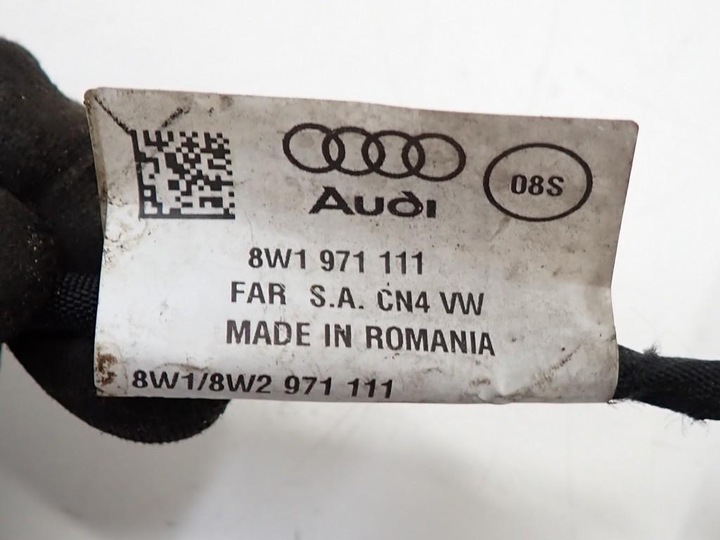 Audi
08S
8W1 971 111
FAR S.A. CN4 VW
MADE IN ROMANIA
8W1/8W2 971 111